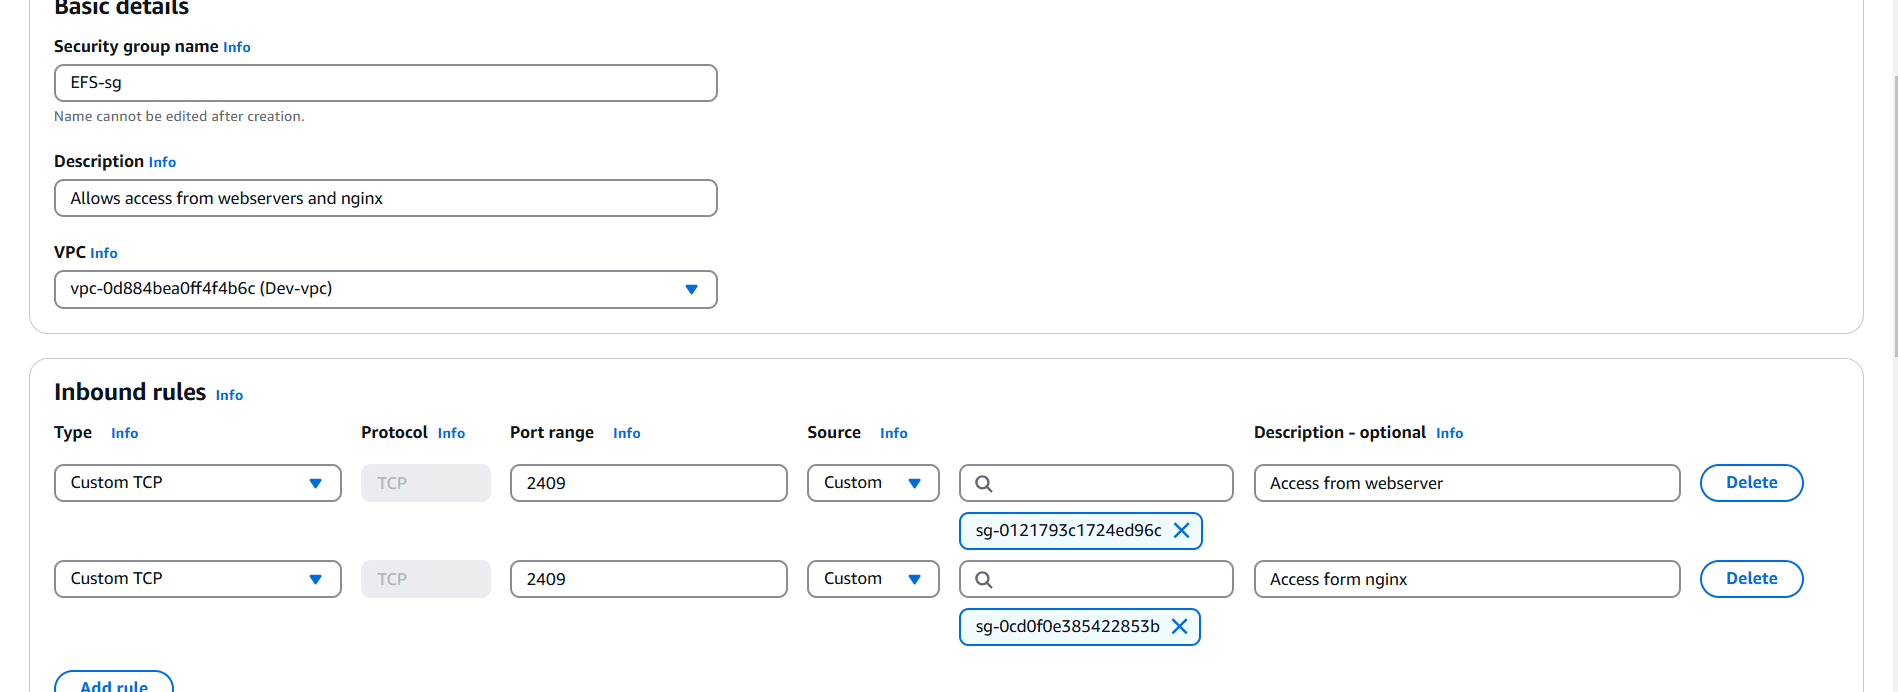 Basic details
Security group name Info
EFS-sg
Name cannot be edited after creation.
Description Info
Allows access from webservers and nginx
VPC Info
vpc-0d884bea0ff4f4b6c (Dev-vpc)
Inbound rules Info
Type Info Protocol Info Port range Info Source Info Description - optional Info
Custom TCP TCP 2409 Custom Access from webserver Delete
sg-0121793c1724ed96c
Custom TCP TCP 2409 Custom Access form nginx Delete
sg-0cd0f0e385422853b
Add rule